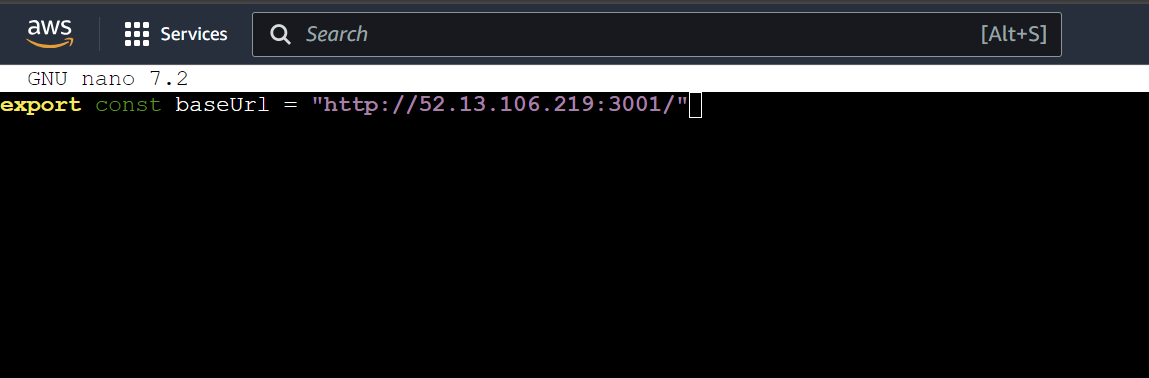 aws Services Search [Alt+S]
GNU nano 7.2
export const baseUrl = "http://52.13.106.219:3001/"